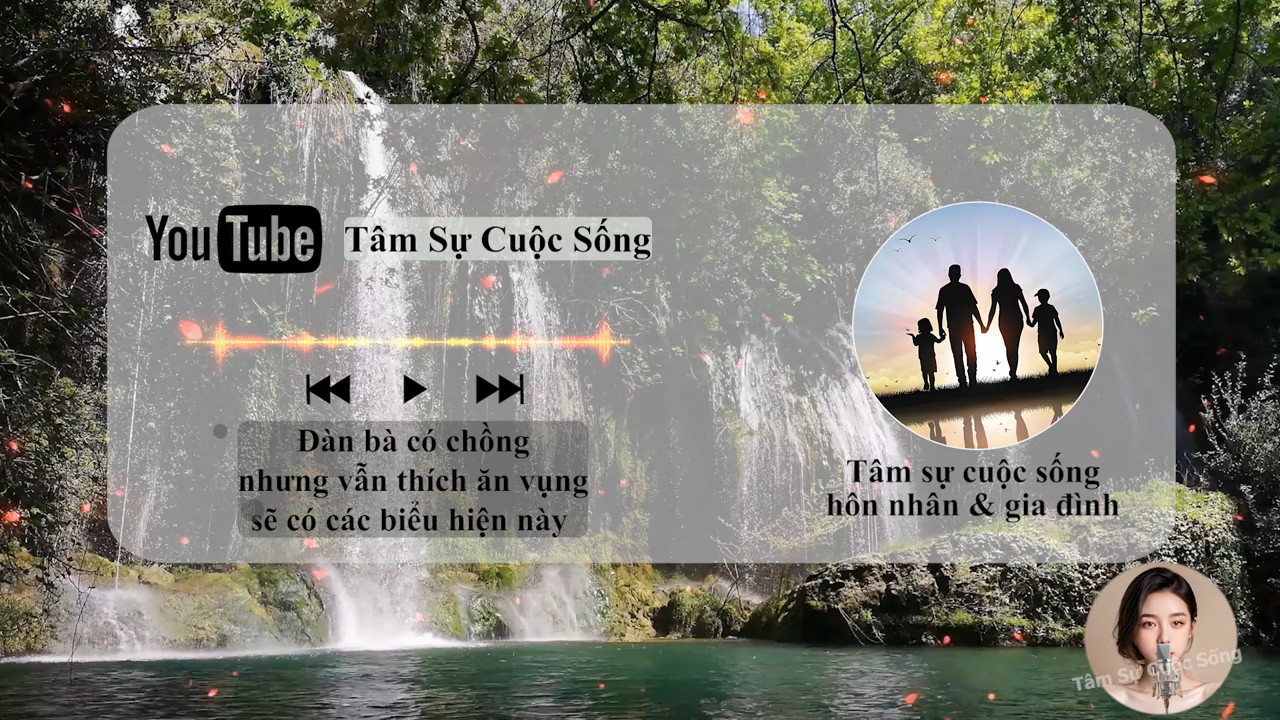 YouTube Tâm Sự Cuộc Sống
Đàn bà có chồng
nhưng vẫn thích ăn vụng
sẽ có các biểu hiện này
Tâm sự cuộc sống
hôn nhân & gia đình
Tâm Sự Cuộc Sống